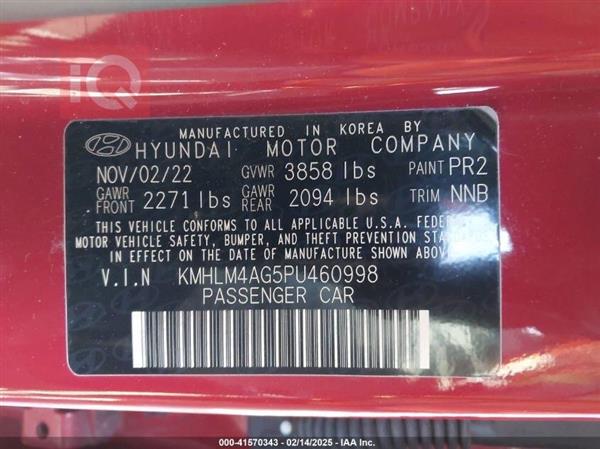 iQ
MANUFACTURED IN KOREA BY
HYUNDAI MOTOR COMPANY
NOV/02/22 GVWR 3858 lbs PAINT PR2
GAWR FRONT 2271 lbs GAWR REAR 2094 lbs TRIM NNB
THIS VEHICLE CONFORMS TO ALL APPLICABLE U.S.A. FEDER
MOTOR VEHICLE SAFETY, BUMPER, AND THEFT PREVENTION STANDA
IN EFFECT ON THE DATE OF MANUFACTURE SHOWN ABOVE.
V.I.N KMHLM4AG5PU460998
PASSENGER CAR
000-41570343 - 02/14/2025 - IAA Inc.